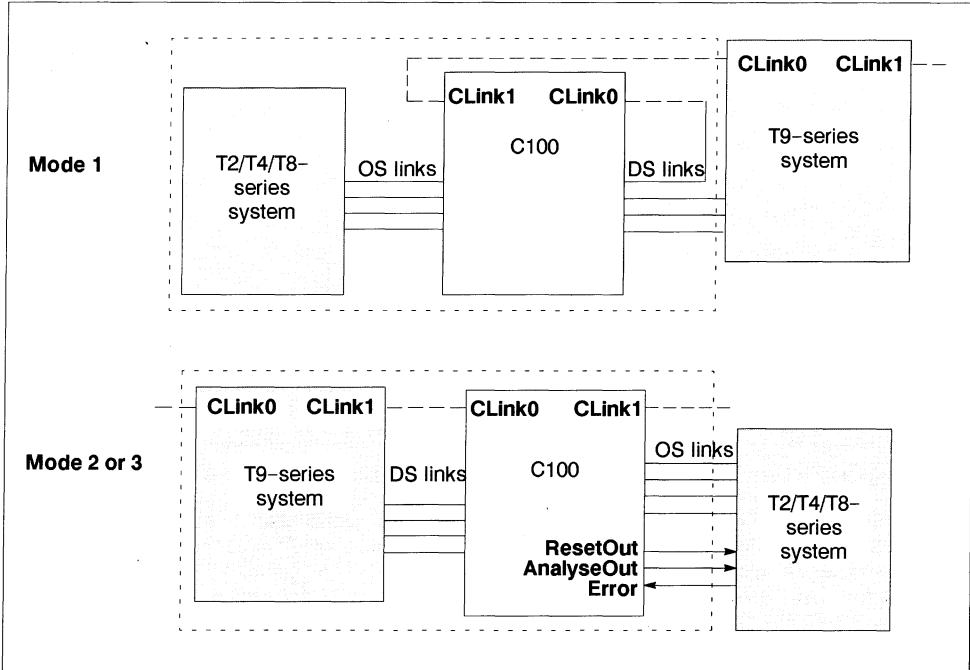 CLink0 CLink1
CLink1 CLink0
C100
T9–series
system
Mode 1
T2/T4/T8–
series
system
OS links
DS links
CLink0 CLink1
CLink0 CLink1
Mode 2 or 3
T9–series
system
DS links
C100
OS links
T2/T4/T8–
series
system
ResetOut
AnalyseOut
Error